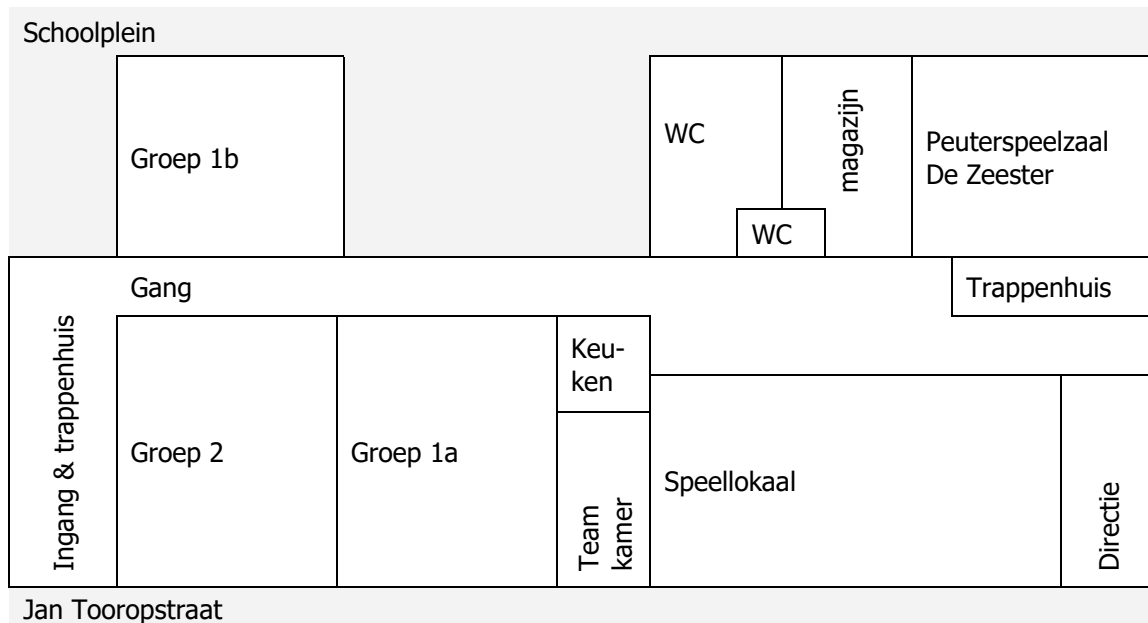 Schoolplein
Groep 1b
WC
magazijn
Peuterspeelzaal
De Zeester
WC
Gang
Trappenhuis
Ingang & trappenhuis
Keu-
ken
Groep 2
Groep 1a
Team
kamer
Speellokaal
Directie
Jan Tooropstraat